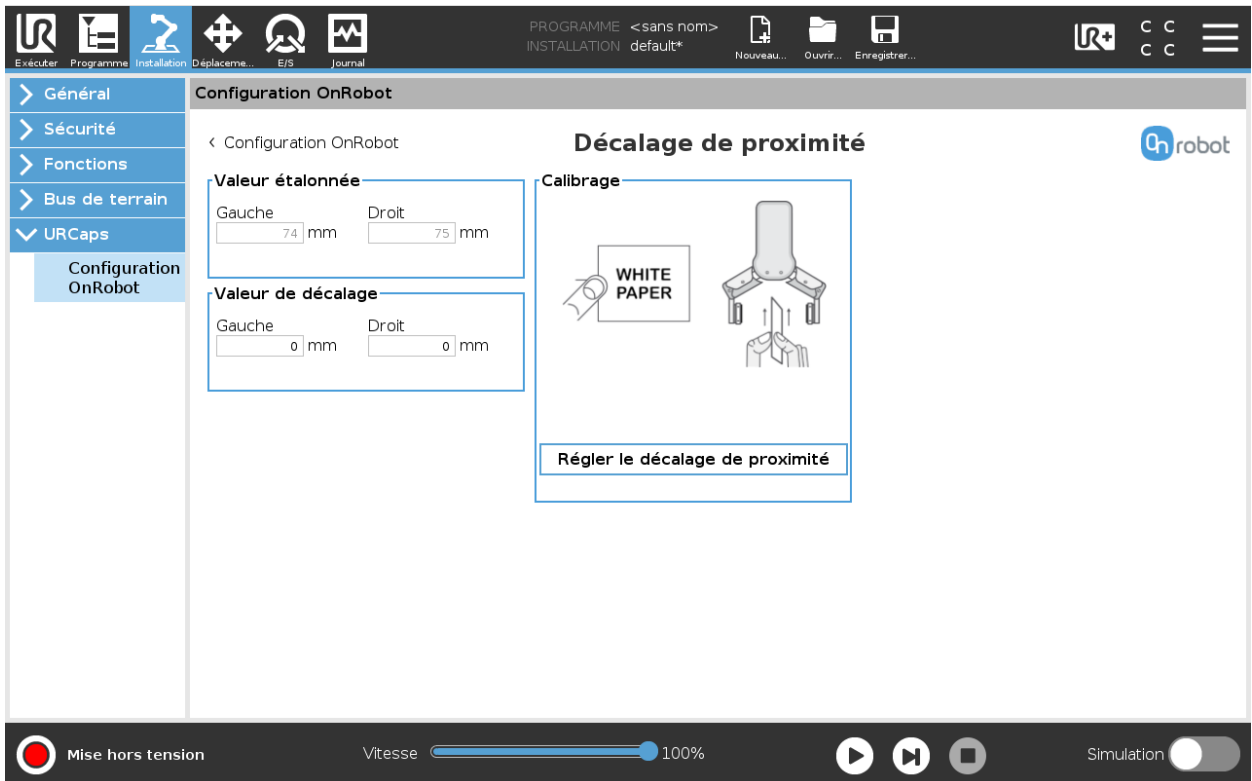 PROGRAMME <sans nom>
INSTALLATION default*
Exécuter Programme Installation Déplaceme... E/S Journal
Nouveau... Ouvrir... Enregistrer...
UR+
C C
C C
Général
Sécurité
Fonctions
Bus de terrain
URCaps
Configuration
OnRobot
Configuration OnRobot
< Configuration OnRobot
Décalage de proximité
On robot
Valeur étalonnée
Gauche Droit
74 mm 75 mm
Valeur de décalage
Gauche Droit
0 mm 0 mm
Calibrage
WHITE
PAPER
Régler le décalage de proximité
Mise hors tension
Vitesse 100%
Simulation